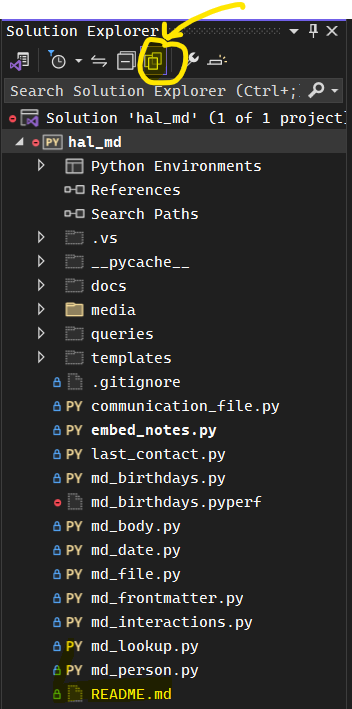 Solution Explorer
Search Solution Explorer (Ctrl+;
Solution 'hal_md' (1 of 1 project)
PY hal_md
Python Environments
References
Search Paths
.vs
__pycache__
docs
media
queries
templates
.gitignore
PY communication_file.py
PY embed_notes.py
PY last_contact.py
PY md_birthdays.py
md_birthdays.pyperf
PY md_body.py
PY md_date.py
PY md_file.py
PY md_frontmatter.py
PY md_interactions.py
PY md_lookup.py
PY md_person.py
README.md